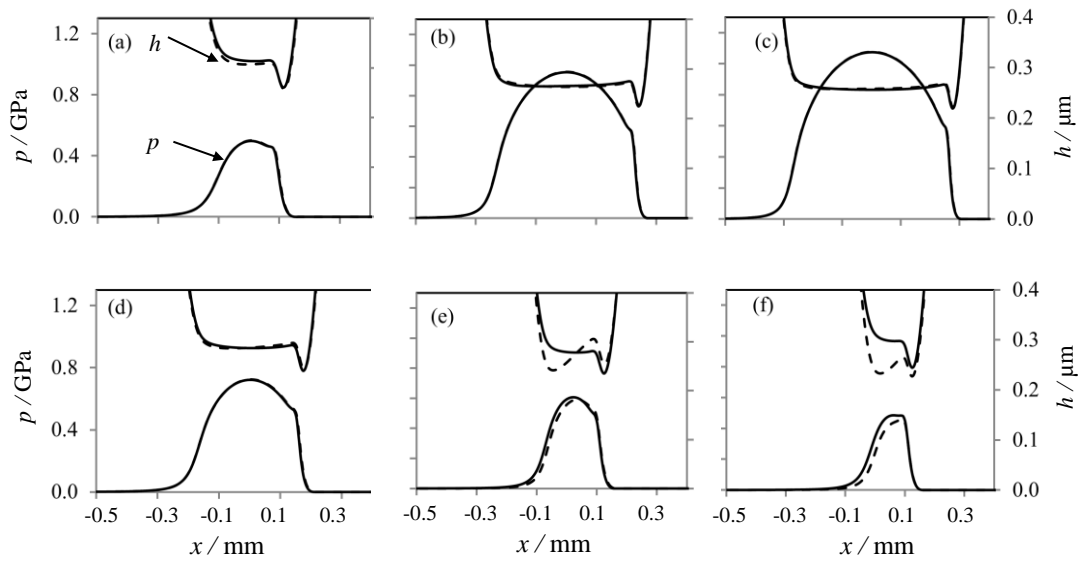 1.2
0.8
0.4
0.0
p / GPa
(a)
h
p
(b)
(c)
0.4
0.3
0.2
0.1
0.0
h / µm
1.2
0.8
0.4
0.0
p / GPa
(d)
(e)
(f)
0.4
0.3
0.2
0.1
0.0
h / µm
-0.5 -0.3 -0.1 0.1 0.3
-0.5 -0.3 -0.1 0.1 0.3
-0.5 -0.3 -0.1 0.1 0.3
x / mm
x / mm
x / mm